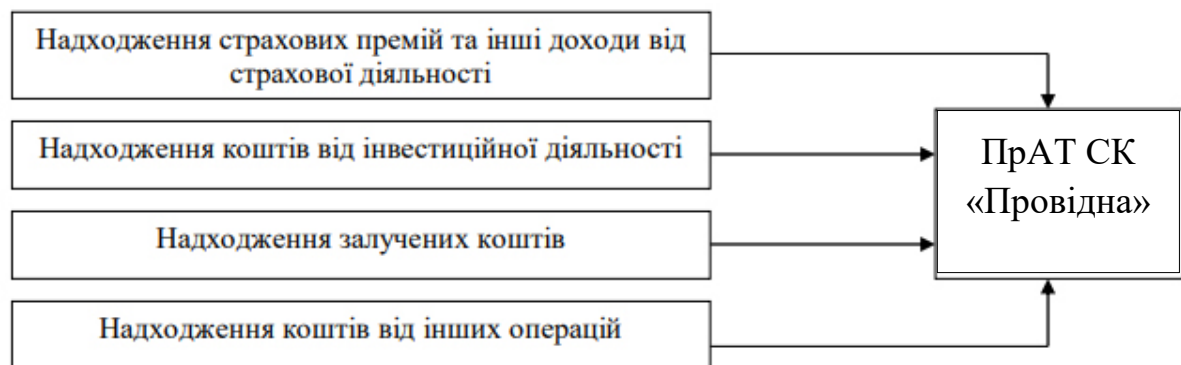 Надходження страхових премій та інші доходи від
страхової діяльності
Надходження коштів від інвестиційної діяльності
Надходження залучених коштів
Надходження коштів від інших операцій
ПрАТ СК
«Провідна»